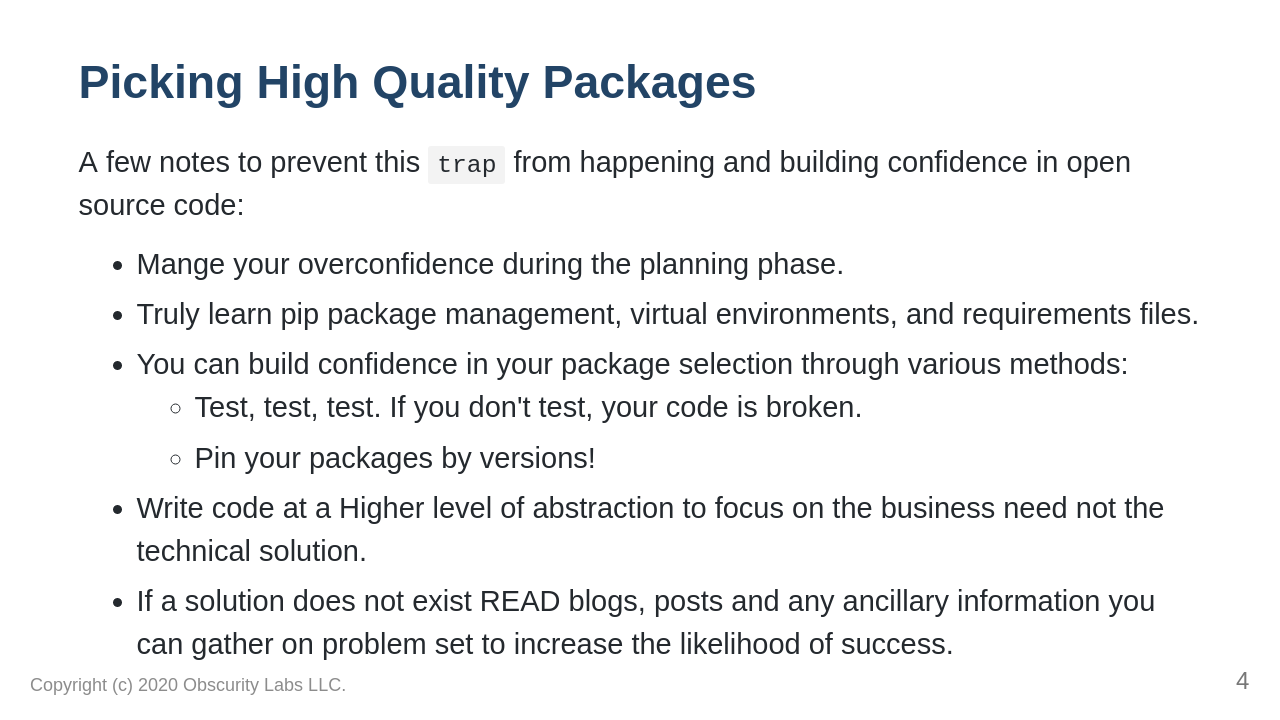 Picking High Quality Packages
A few notes to prevent this trap from happening and building confidence in open
source code:
• Mange your overconfidence during the planning phase.
• Truly learn pip package management, virtual environments, and requirements files.
• You can build confidence in your package selection through various methods:
○ Test, test, test. If you don't test, your code is broken.
○ Pin your packages by versions!
• Write code at a Higher level of abstraction to focus on the business need not the
technical solution.
• If a solution does not exist READ blogs, posts and any ancillary information you
can gather on problem set to increase the likelihood of success.
Copyright (c) 2020 Obscurity Labs LLC.
4